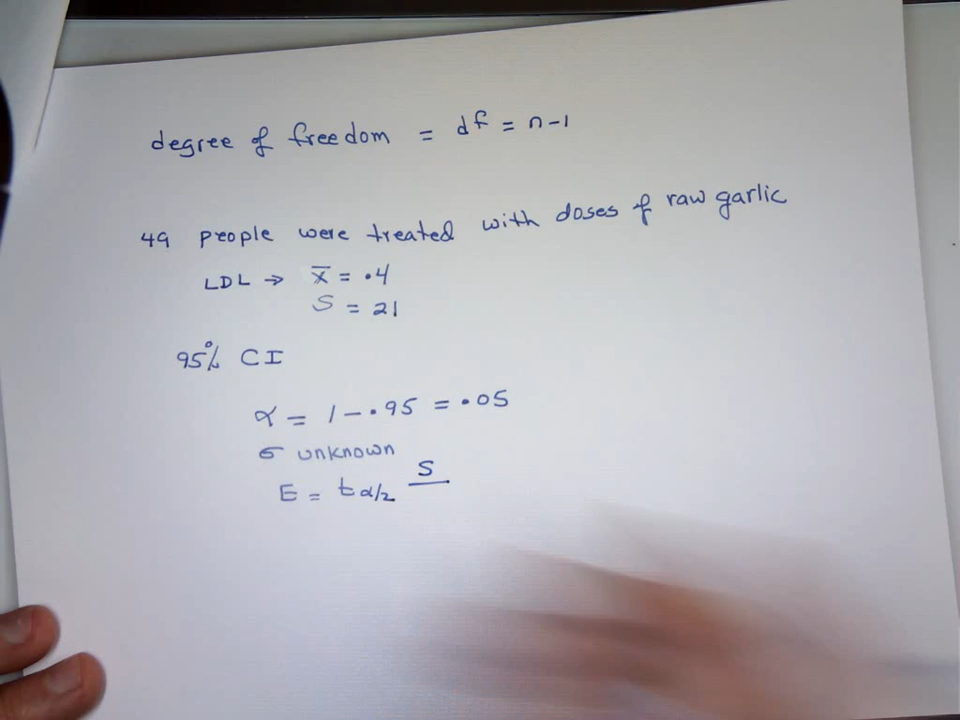 degree of freedom = df = n-1
49 people were treated with doses of raw garlic
LDL → x̄ = .4
S = 21
95% CI
α = 1 - .95 = .05
σ unknown
E = tα/2 S